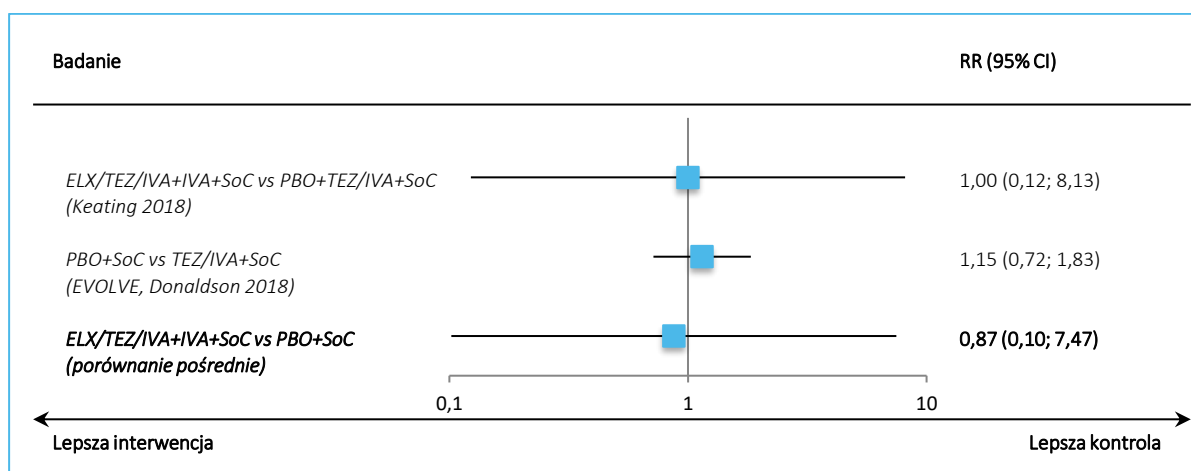 Badanie RR (95% CI)
ELX/TEZ/IVA+IVA+SoC vs PBO+TEZ/IVA+SoC
(Keating 2018)
1,00 (0,12; 8,13)
PBO+SoC vs TEZ/IVA+SoC
(EVOLVE, Donaldson 2018)
1,15 (0,72; 1,83)
ELX/TEZ/IVA+IVA+SoC vs PBO+SoC
(porównanie pośrednie)
0,87 (0,10; 7,47)
0,1 1 10
Lepsza interwencja Lepsza kontrola